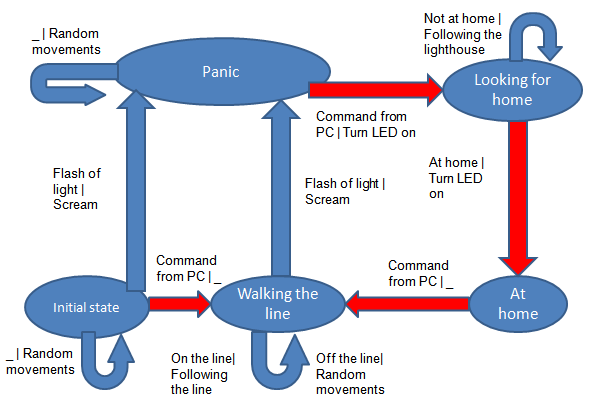 _ | Random
movements
Panic
Not at home |
Following the
lighthouse
Looking for
home
Command from
PC | Turn LED on
At home |
Turn LED
on
Flash of
light |
Scream
Flash of light |
Scream
Command
from PC | _
Command
from PC | _
Initial state
Walking the
line
At
home
_ | Random
movements
On the line|
Following
the line
Off the line|
Random
movements